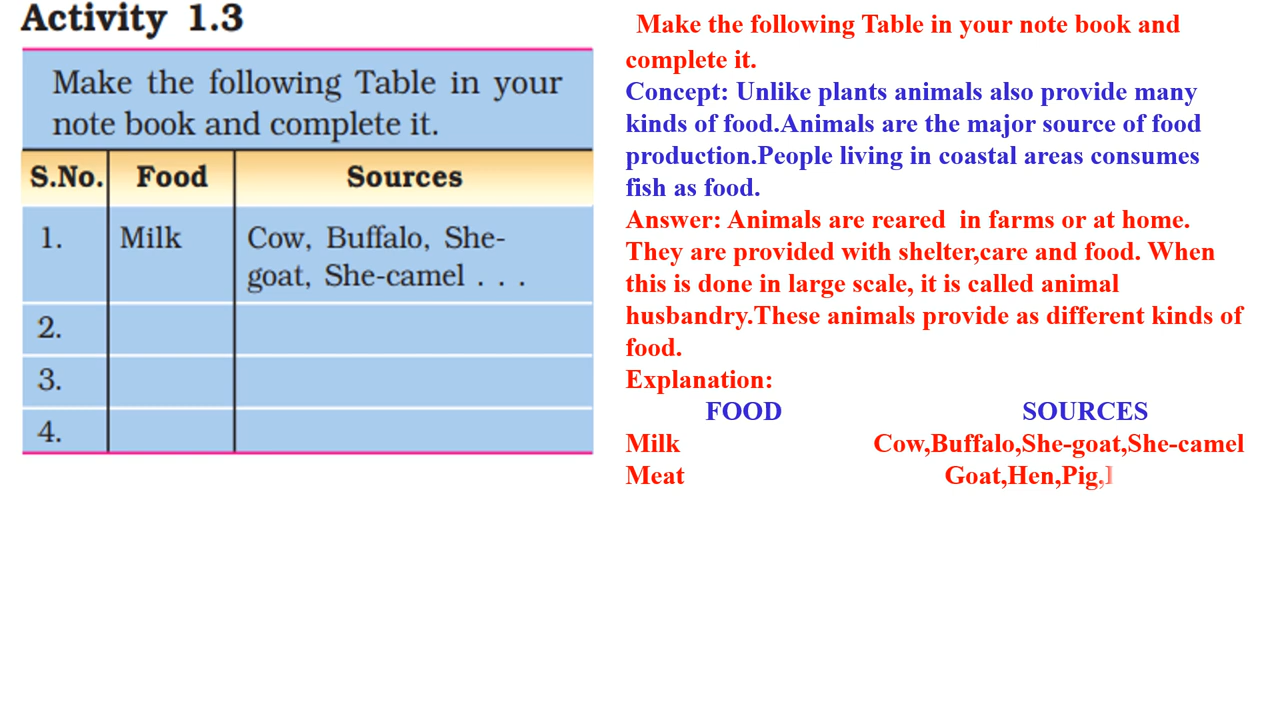 Activity 1.3
Make the following Table in your
note book and complete it.
S.No. Food Sources
1. Milk Cow, Buffalo, She-
goat, She-camel . . .
2.
3.
4.
Make the following Table in your note book and
complete it.
Concept: Unlike plants animals also provide many
kinds of food.Animals are the major source of food
production.People living in coastal areas consumes
fish as food.
Answer: Animals are reared in farms or at home.
They are provided with shelter,care and food. When
this is done in large scale, it is called animal
husbandry.These animals provide as different kinds of
food.
Explanation:
FOOD SOURCES
Milk Cow,Buffalo,She-goat,She-camel
Meat Goat,Hen,Pig,